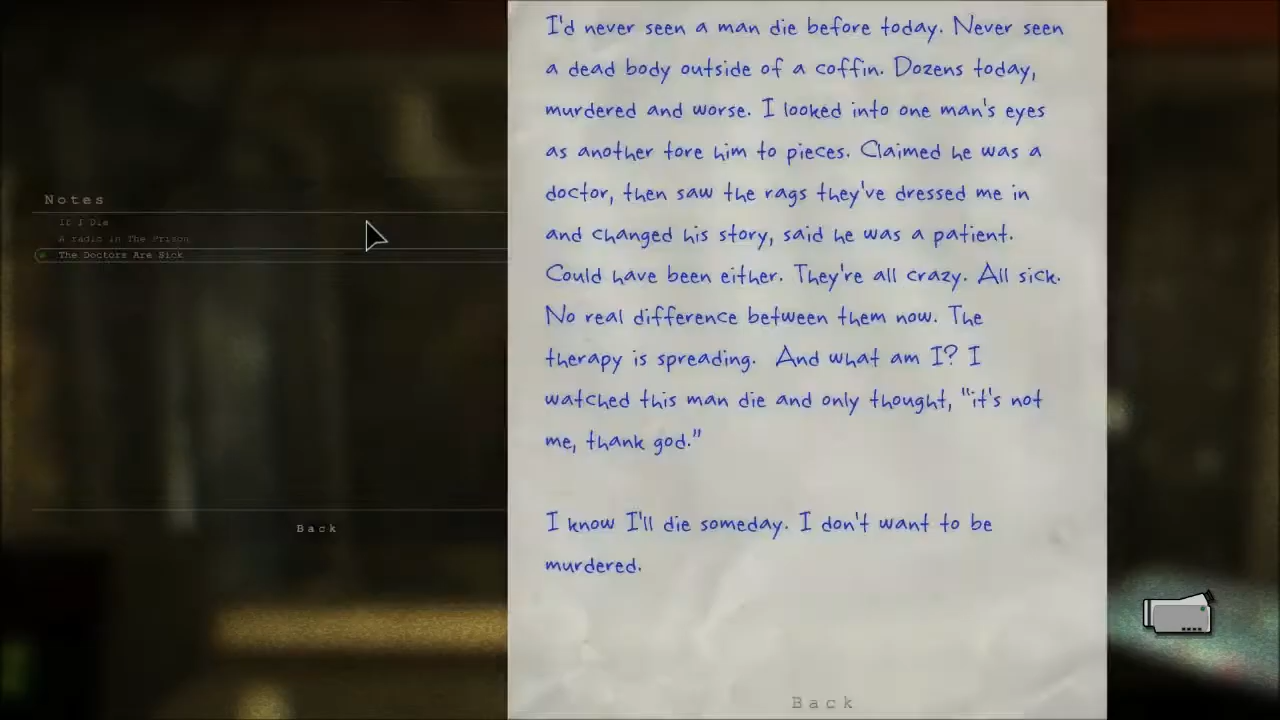 Notes
If I Die
A radio in The Prison
The Doctors Are Sick
Back
I'd never seen a man die before today. Never seen
a dead body outside of a coffin. Dozens today,
murdered and worse. I looked into one man's eyes
as another tore him to pieces. Claimed he was a
doctor, then saw the rags they've dressed me in
and changed his story, said he was a patient.
Could have been either. They're all crazy. All sick.
No real difference between them now. The
therapy is spreading. And what am I? I
watched this man die and only thought, "it's not
me, thank god."
I know I'll die someday. I don't want to be
murdered.
Back